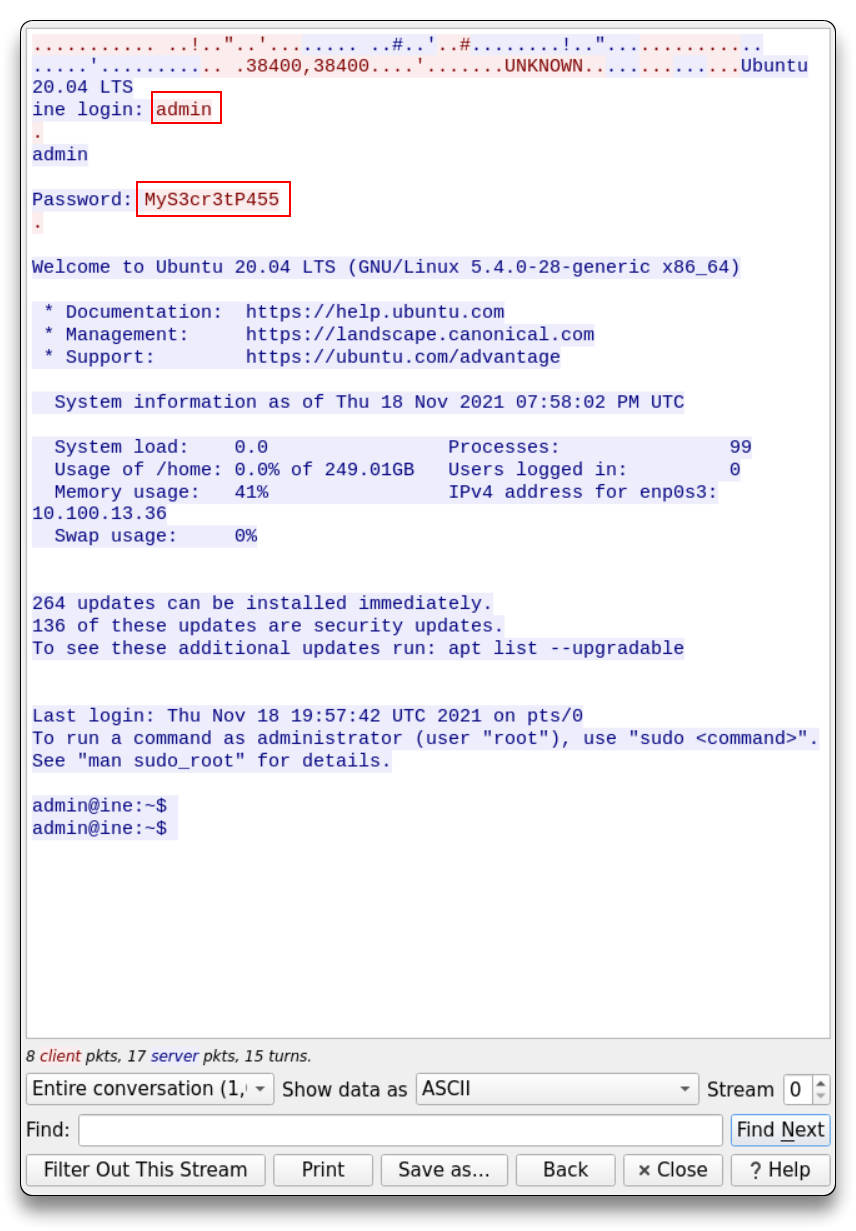 ........... ..!.."..'........ ..#..'..#........!.."..............
.....'........... .38400,38400....'.......UNKNOWN..............Ubuntu
20.04 LTS
ine login: admin
.
admin
Password: MyS3cr3tP455
.
Welcome to Ubuntu 20.04 LTS (GNU/Linux 5.4.0-28-generic x86_64)
* Documentation:  https://help.ubuntu.com
* Management:     https://landscape.canonical.com
* Support:        https://ubuntu.com/advantage
System information as of Thu 18 Nov 2021 07:58:02 PM UTC
System load:    0.0                Processes:               99
Usage of /home: 0.0% of 249.01GB   Users logged in:         0
Memory usage:   41%                IPv4 address for enp0s3:
10.100.13.36
Swap usage:     0%
264 updates can be installed immediately.
136 of these updates are security updates.
To see these additional updates run: apt list --upgradable
Last login: Thu Nov 18 19:57:42 UTC 2021 on pts/0
To run a command as administrator (user "root"), use "sudo <command>".
See "man sudo_root" for details.
admin@ine:~$
admin@ine:~$
8 client pkts, 17 server pkts, 15 turns.
Entire conversation (1, Show data as ASCII Stream 0
Find: Find Next
Filter Out This Stream Print Save as… Back × Close ? Help